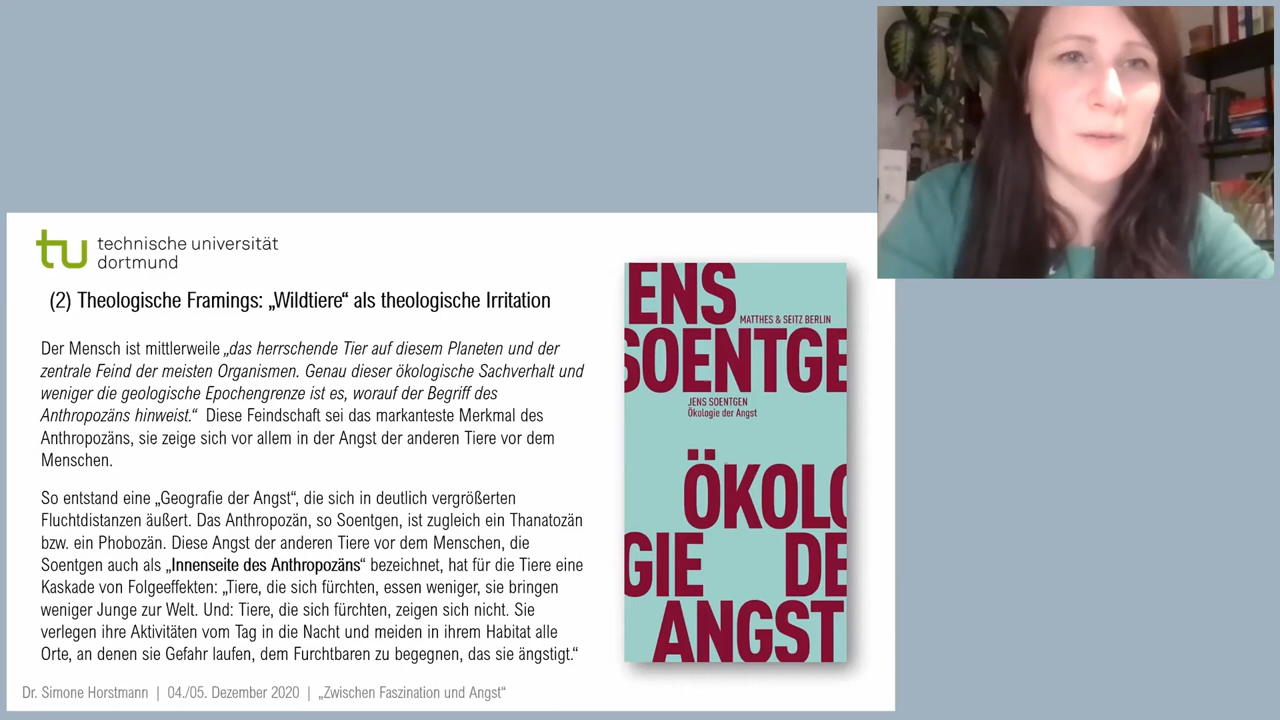 technische universität
dortmund
(2) Theologische Framings: „Wildtiere“ als theologische Irritation
Der Mensch ist mittlerweile „das herrschende Tier auf diesem Planeten und der
zentrale Feind der meisten Organismen. Genau dieser ökologische Sachverhalt und
weniger die geologische Epochengrenze ist es, worauf der Begriff des
Anthropozäns hinweist.“ Diese Feindschaft sei das markanteste Merkmal des
Anthropozäns, sie zeige sich vor allem in der Angst der anderen Tiere vor dem
Menschen.
So entstand eine „Geografie der Angst“, die sich in deutlich vergrößerten
Fluchtdistanzen äußert. Das Anthropozän, so Soentgen, ist zugleich ein Thanatozän
bzw. ein Phobozän. Diese Angst der anderen Tiere vor dem Menschen, die
Soentgen auch als „Innenseite des Anthropozäns“ bezeichnet, hat für die Tiere eine
Kaskade von Folgeeffekten: „Tiere, die sich fürchten, essen weniger, sie bringen
weniger Junge zur Welt. Und: Tiere, die sich fürchten, zeigen sich nicht. Sie
verlegen ihre Aktivitäten vom Tag in die Nacht und meiden in ihrem Habitat alle
Orte, an denen sie Gefahr laufen, dem Furchtbaren zu begegnen, das sie ängstigt.“
ENS
MATTHES & SEITZ BERLIN
SOENTGE
JENS SOENTGEN
Ökologie der Angst
ÖKOLO
GIE DE
ANGST
Dr. Simone Horstmann | 04./05. Dezember 2020 | „Zwischen Faszination und Angst“